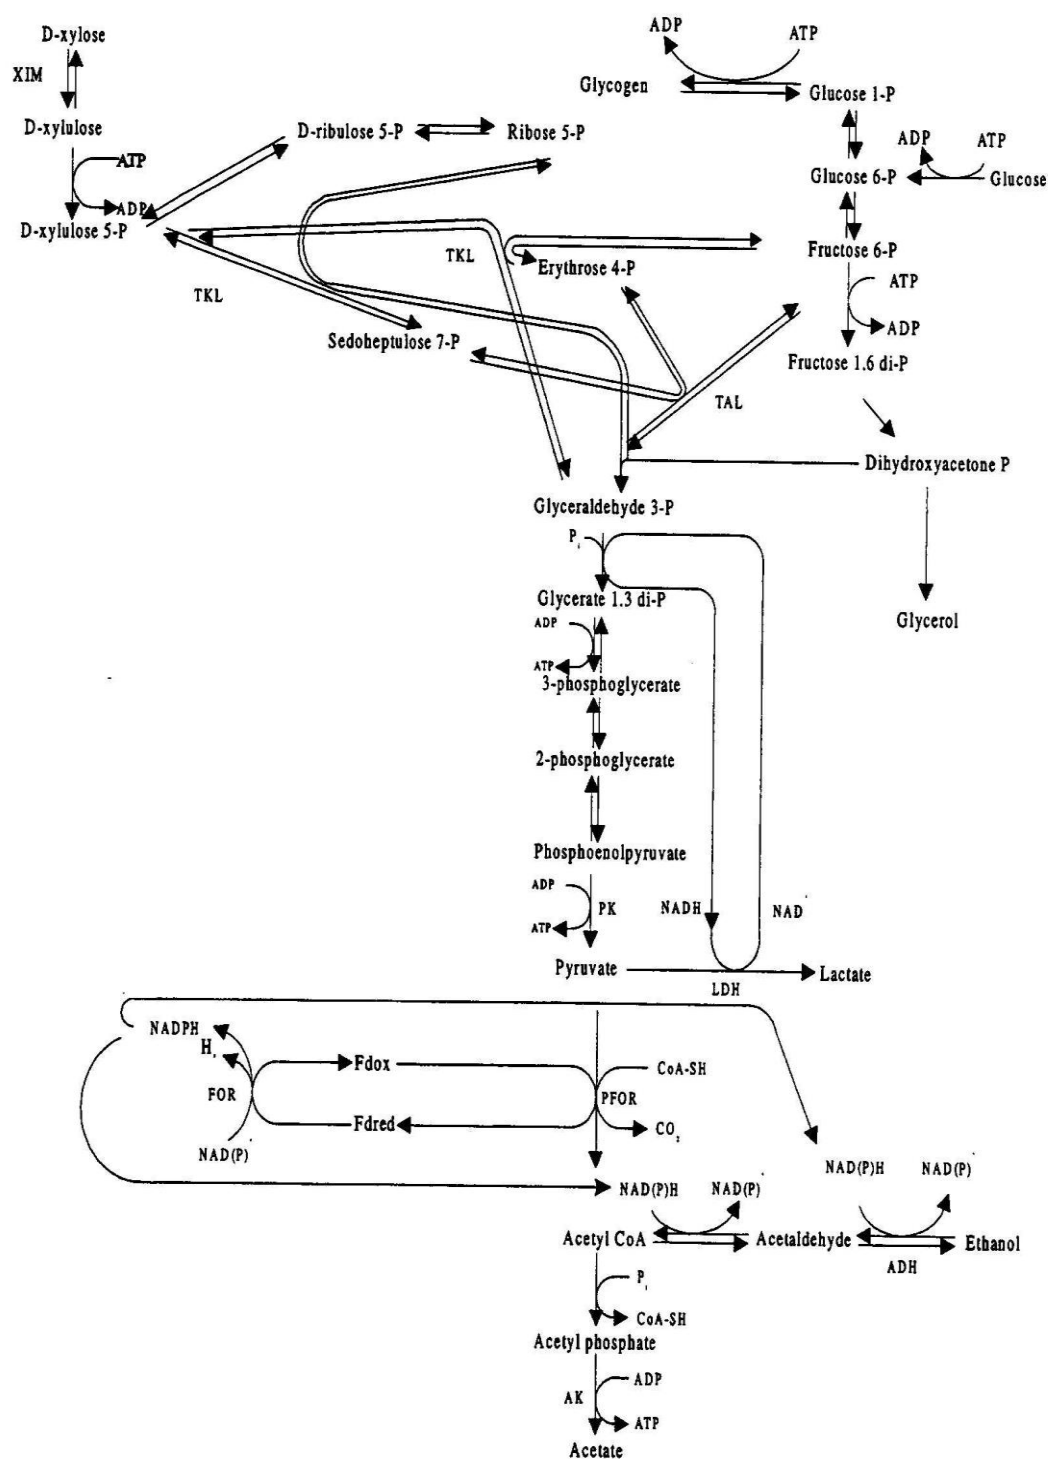 D-xylose
XIM
D-xylulose
ATP
ADP
D-xylulose 5-P
D-ribulose 5-P
Ribose 5-P
ADP
ATP
Glycogen
Glucose 1-P
ADP
ATP
Glucose 6-P
Glucose
Fructose 6-P
ATP
ADP
Fructose 1.6 di-P
TKL
TKL
Erythrose 4-P
Sedoheptulose 7-P
TAL
Dihydroxyacetone P
Glyceraldehyde 3-P
Glycerol
P i
Glycerate 1.3 di-P
ADP
ATP
3-phosphoglycerate
2-phosphoglycerate
Phosphoenolpyruvate
ADP
PK
ATP
NADH
NAD
Pyruvate
Lactate
LDH
NADPH
H
FOR
NAD(P)
Fdox
Fdred
PFOR
CoA-SH
CO2
NAD(P)H
NAD(P)
NAD(P)H
NAD(P)
Acetyl CoA
Acetaldehyde
Ethanol
ADH
P i
CoA-SH
Acetyl phosphate
AK
ADP
ATP
Acetate